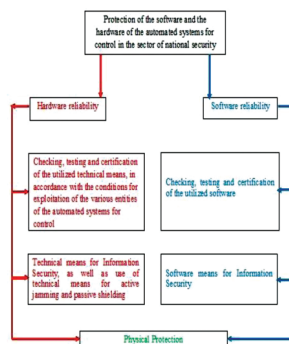 Protection of the software and the
hardware of the automated systems for
control in the sector of national security
Hardware reliability
Software reliability
Checking, testing and certification
of the utilized technical means, in
accordance with the conditions for
exploitation of the various entities
of the automated systems for
control
Checking, testing and certification
of the utilized software
Technical means for Information
Security, as well as use of
technical means for active
jamming and passive shielding
Software means for Information
Security
Physical Protection